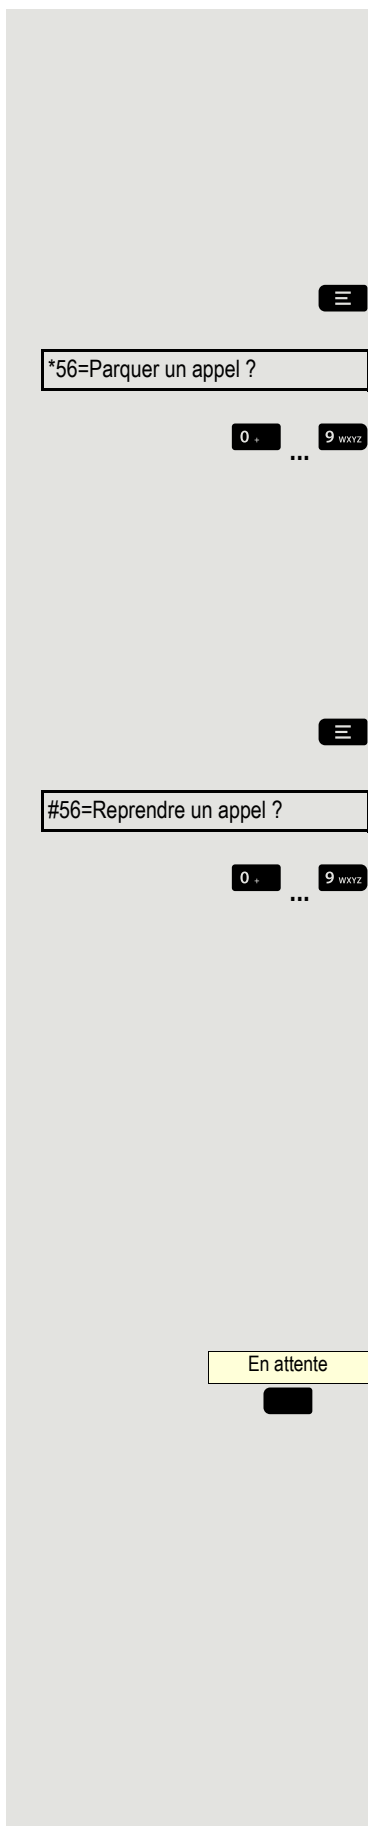 *56=Parquer un appel ?
0 + ... 9 WXYZ
#56=Reprendre un appel ?
0 + ... 9 WXYZ
En attente